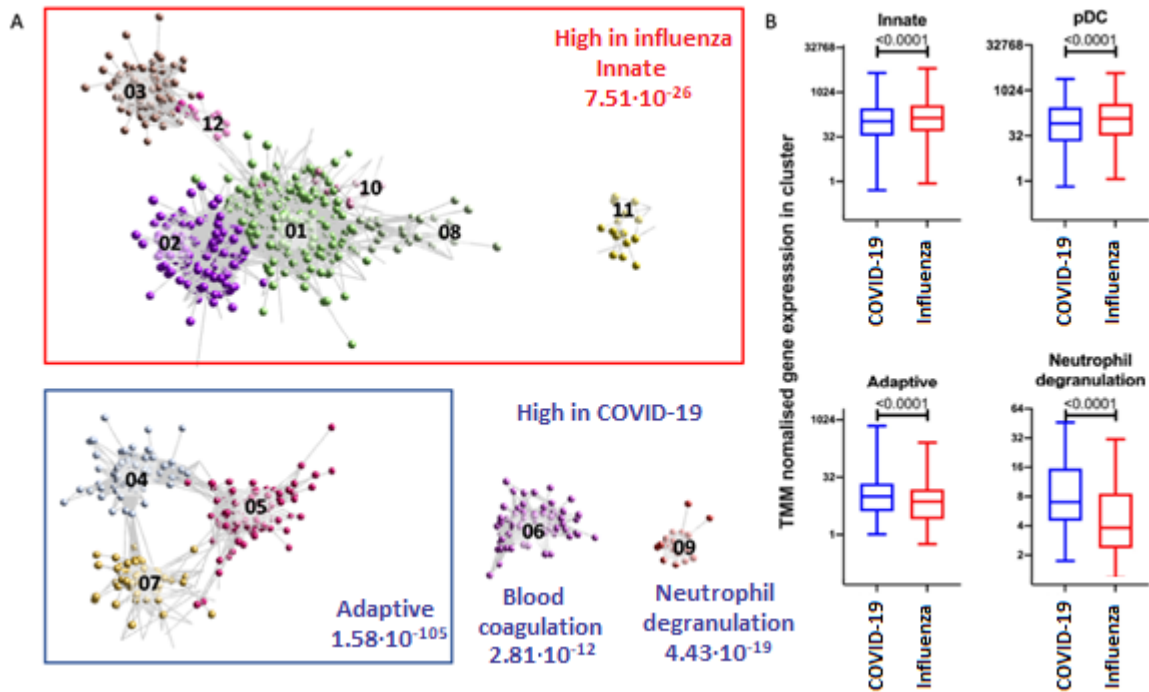 A
High in influenza
Innate
7.51·10⁻²⁶
03
12
10
11
02
01
08
High in COVID-19
04
05
06
09
07
Adaptive
1.58·10⁻¹⁰⁵
Blood
coagulation
2.81·10⁻¹²
Neutrophil
degranulation
4.43·10⁻¹⁹
B
TMM nomalised gene expresssion in cluster
Innate
<0.0001
32768
1024
32
1
COVID-19
Influenza
pDC
<0.0001
32768
1024
32
1
COVID-19
Influenza
Adaptive
<0.0001
1024
32
1
COVID-19
Influenza
Neutrophil
degranulation
<0.0001
64
32
16
8
4
2
COVID-19
Influenza